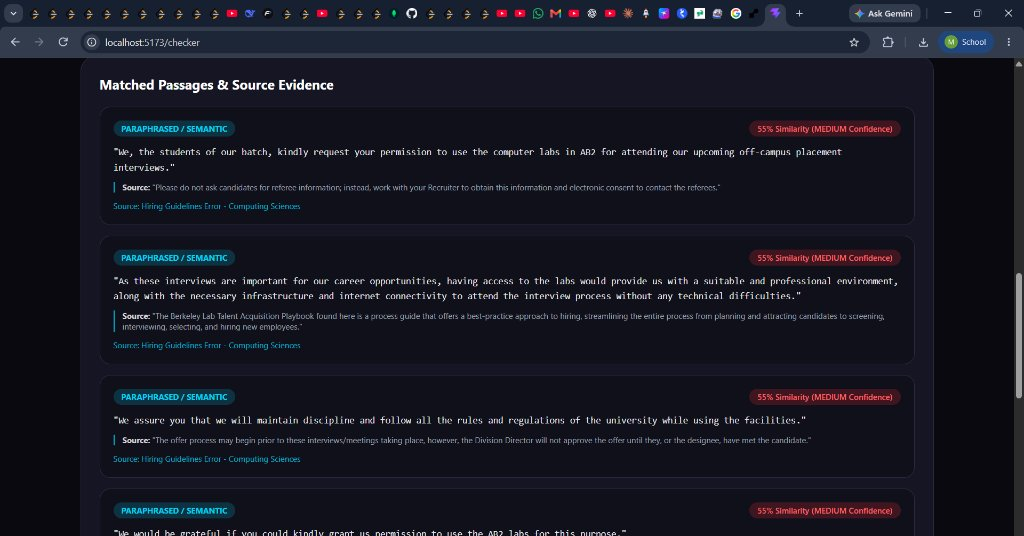 Ask Gemini
localhost:5173/checker
M School
Matched Passages & Source Evidence
PARAPHRASED / SEMANTIC
55% Similarity (MEDIUM Confidence)
"We, the students of our batch, kindly request your permission to use the computer labs in AB2 for attending our upcoming off-campus placement
interviews."
Source: "Please do not ask candidates for referee information; instead, work with your Recruiter to obtain this information and electronic consent to contact the referees."
Source: Hiring Guidelines Error - Computing Sciences
PARAPHRASED / SEMANTIC
55% Similarity (MEDIUM Confidence)
"As these interviews are important for our career opportunities, having access to the labs would provide us with a suitable and professional environment,
along with the necessary infrastructure and internet connectivity to attend the interview process without any technical difficulties."
Source: "The Berkeley Lab Talent Acquisition Playbook found here is a process guide that offers a best-practice approach to hiring, streamlining the entire process from planning and attracting candidates to screening,
interviewing, selecting, and hiring new employees."
Source: Hiring Guidelines Error - Computing Sciences
PARAPHRASED / SEMANTIC
55% Similarity (MEDIUM Confidence)
"We assure you that we will maintain discipline and follow all the rules and regulations of the university while using the facilities."
Source: "The offer process may begin prior to these interviews/meetings taking place, however, the Division Director will not approve the offer until they, or the designee, have met the candidate."
Source: Hiring Guidelines Error - Computing Sciences
PARAPHRASED / SEMANTIC
55% Similarity (MEDIUM Confidence)
"We would be grateful if you could kindly grant us permission to use the AB2 labs for this purpose."